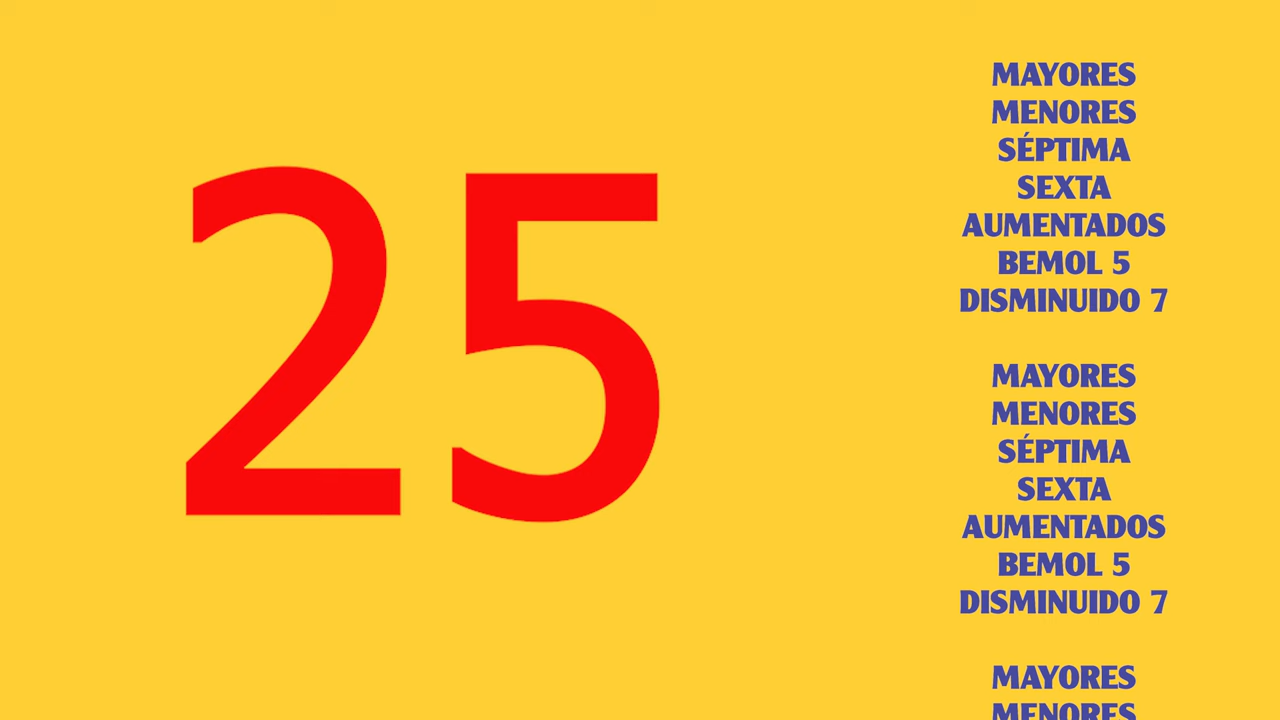 25
MAYORES
MENORES
SÉPTIMA
SEXTA
AUMENTADOS
BEMOL 5
DISMINUIDO 7
MAYORES
MENORES
SÉPTIMA
SEXTA
AUMENTADOS
BEMOL 5
DISMINUIDO 7
MAYORES
MENORES